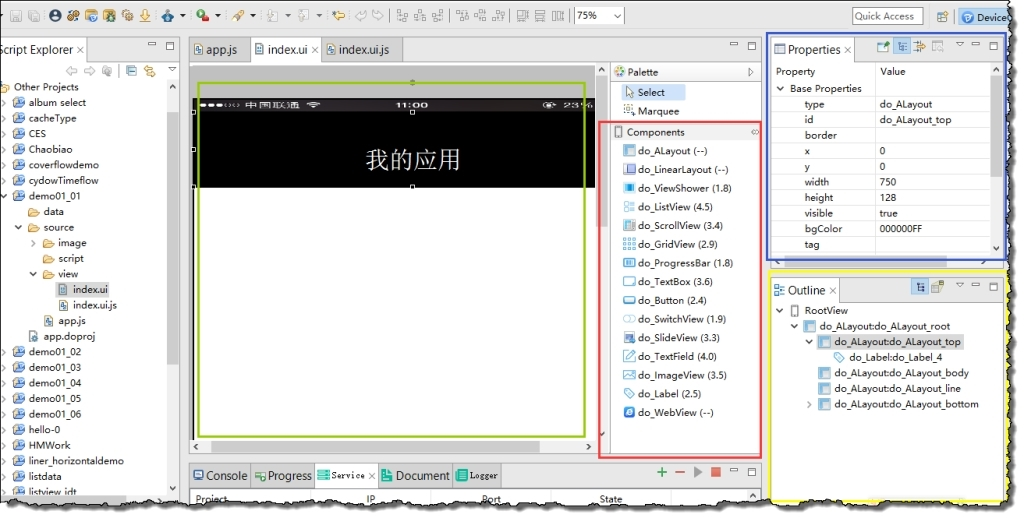 75%
Quick Access
Device
Script Explorer
Other Projects
album select
cacheType
CES
Chaobiao
coverflowdemo
cydowTimeflow
demo01_01
data
source
image
script
view
index.ui
index.ui.js
app.js
app.doproj
demo01_02
demo01_03
demo01_04
demo01_05
demo01_06
hello-0
HMWork
liner_horizontaldemo
listdata
listview_idt
app.js
index.ui
index.ui.js
中国联通
11:00
23%
我的应用
Palette
Select
Marquee
Components
do_ALayout (--)
do_LinearLayout (--)
do_ViewShower (1.8)
do_ListView (4.5)
do_ScrollView (3.4)
do_GridView (2.9)
do_ProgressBar (1.8)
do_TextBox (3.6)
do_Button (2.4)
do_SwitchView (1.9)
do_SlideView (3.3)
do_TextField (4.0)
do_ImageView (3.5)
do_Label (2.5)
do_WebView (--)
Properties
Property Value
Base Properties
type do_ALayout
id do_ALayout_top
border
x 0
y 0
width 750
height 128
visible true
bgColor 000000FF
tag
Outline
RootView
do_ALayout:do_ALayout_root
do_ALayout:do_ALayout_top
do_Label:do_Label_4
do_ALayout:do_ALayout_body
do_ALayout:do_ALayout_line
do_ALayout:do_ALayout_bottom
Console Progress Service Document Logger
Project IP Port State